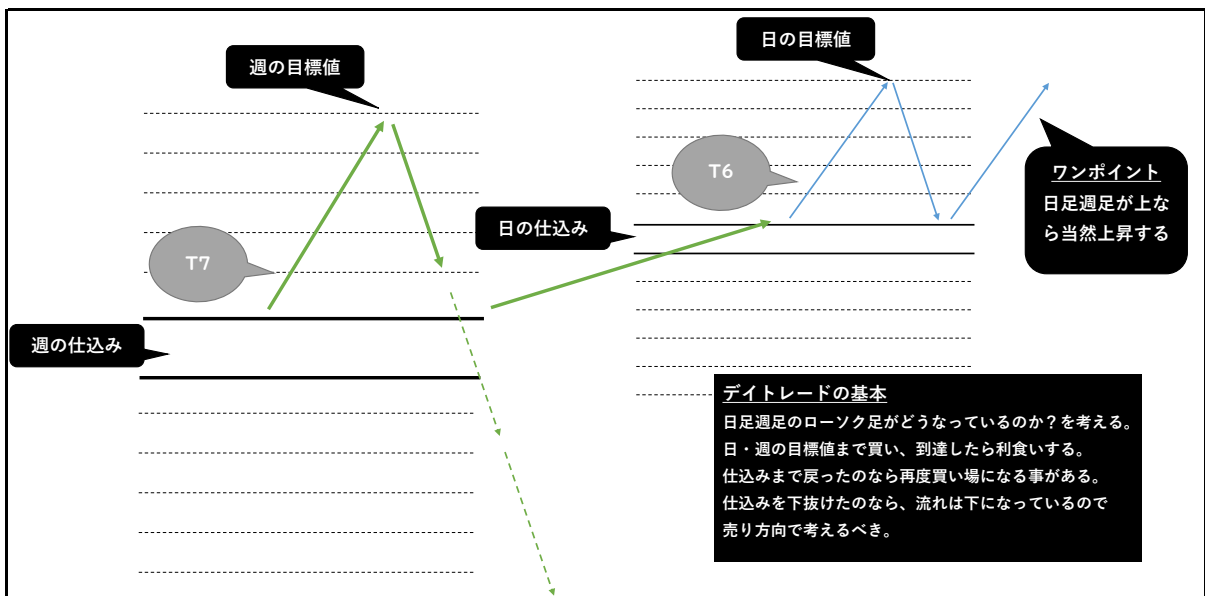 日の目標値
週の目標値
ワンポイント
日足週足が上な
ら当然上昇する
T6
日の仕込み
T7
週の仕込み
デイトレードの基本
日足週足のローソク足がどうなっているのか？を考える。
日・週の目標値まで買い、到達したら利食いする。
仕込みまで戻ったのなら再度買い場になる事がある。
仕込みを下抜けたのなら、流れは下になっているので
売り方向で考えるべき。